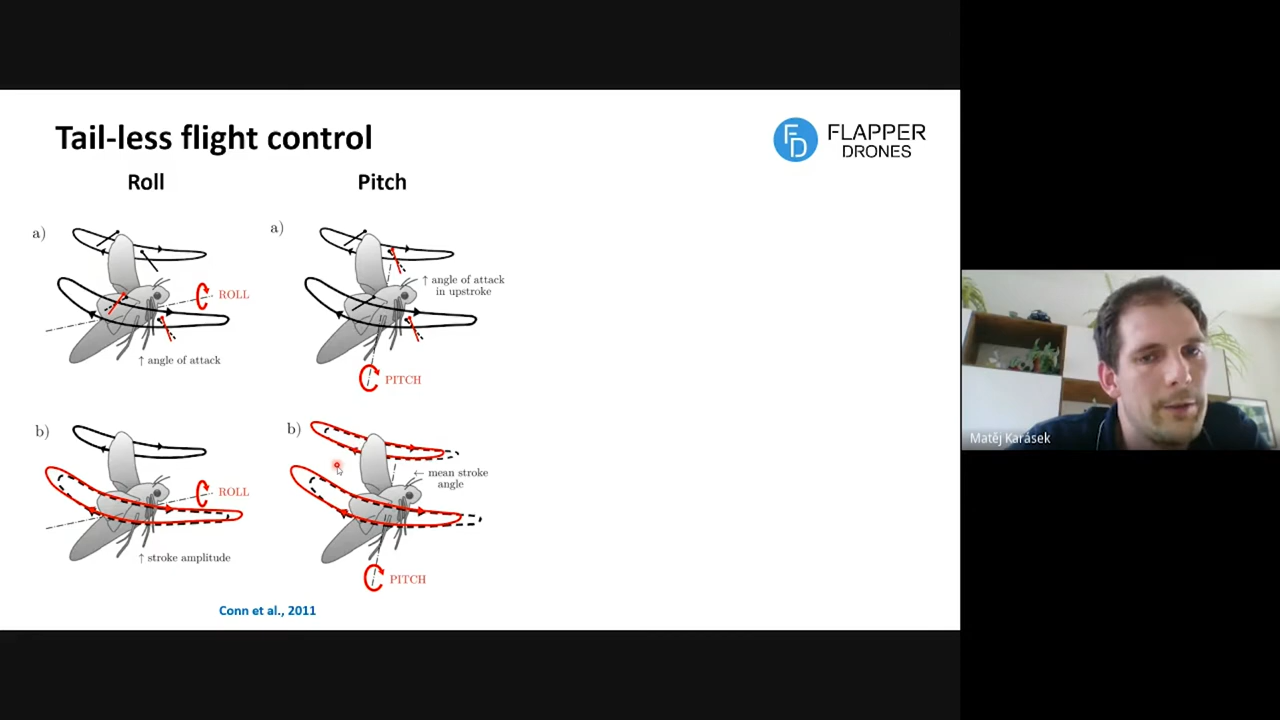 Tail-less flight control
FLAPPER
DRONES
Roll
Pitch
a)
ROLL
↑ angle of attack
a)
↑ angle of attack
in upstroke
PITCH
b)
ROLL
↑ stroke amplitude
b)
← mean stroke
angle
PITCH
Conn et al., 2011
FD
Matěj Karásek